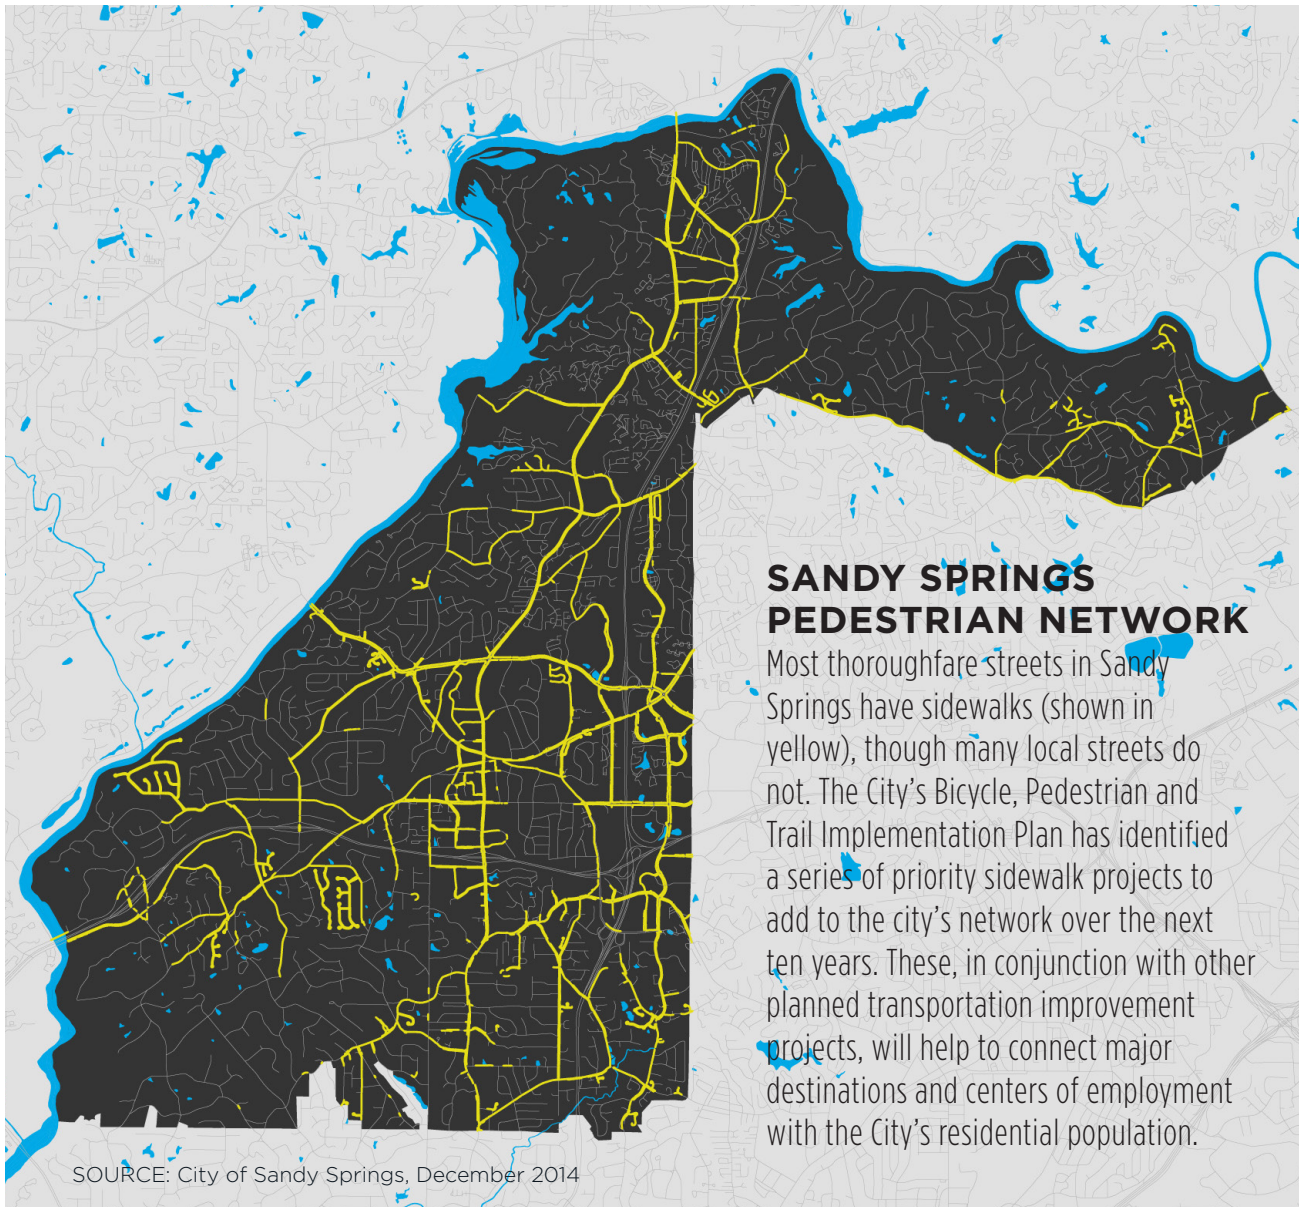 SANDY SPRINGS
PEDESTRIAN NETWORK
Most thoroughfare streets in Sandy
Springs have sidewalks (shown in
yellow), though many local streets do
not. The City’s Bicycle, Pedestrian and
Trail Implementation Plan has identified
a series of priority sidewalk projects to
add to the city’s network over the next
ten years. These, in conjunction with other
planned transportation improvement
projects, will help to connect major
destinations and centers of employment
with the City’s residential population.
SOURCE: City of Sandy Springs, December 2014